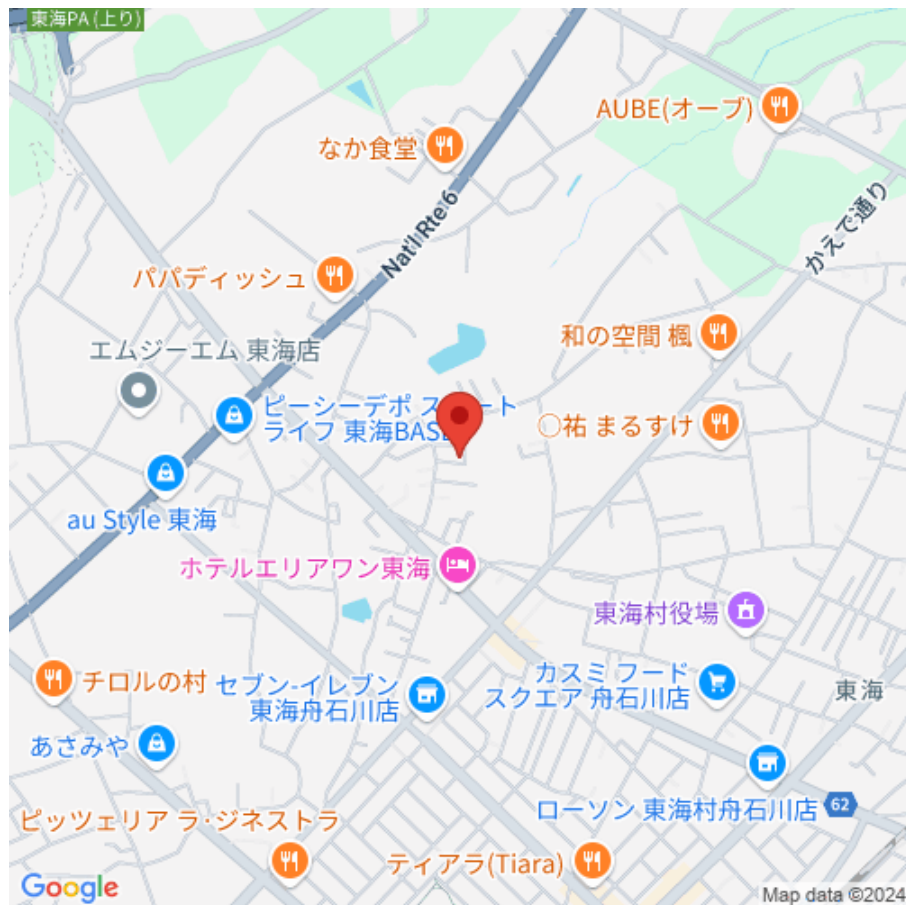 東海PA (上り)
AUBE(オーブ)
なか食堂
Nat'l Rte 6
かえで通り
パパディッシュ
和の空間 楓
エムジーエム 東海店
ピーシーデポ ス ート
ライフ 東海BAS
〇祐 まるすけ
au Style 東海
ホテルエリアワン東海
東海村役場
カスミ フード
スクエア 舟石川店
東海
チロルの村
セブン-イレブン
東海舟石川店
あさみや
ローソン 東海村舟石川店
62
ピッツェリア ラ・ジネストラ
ティアラ(Tiara)
Google
Map data ©2024